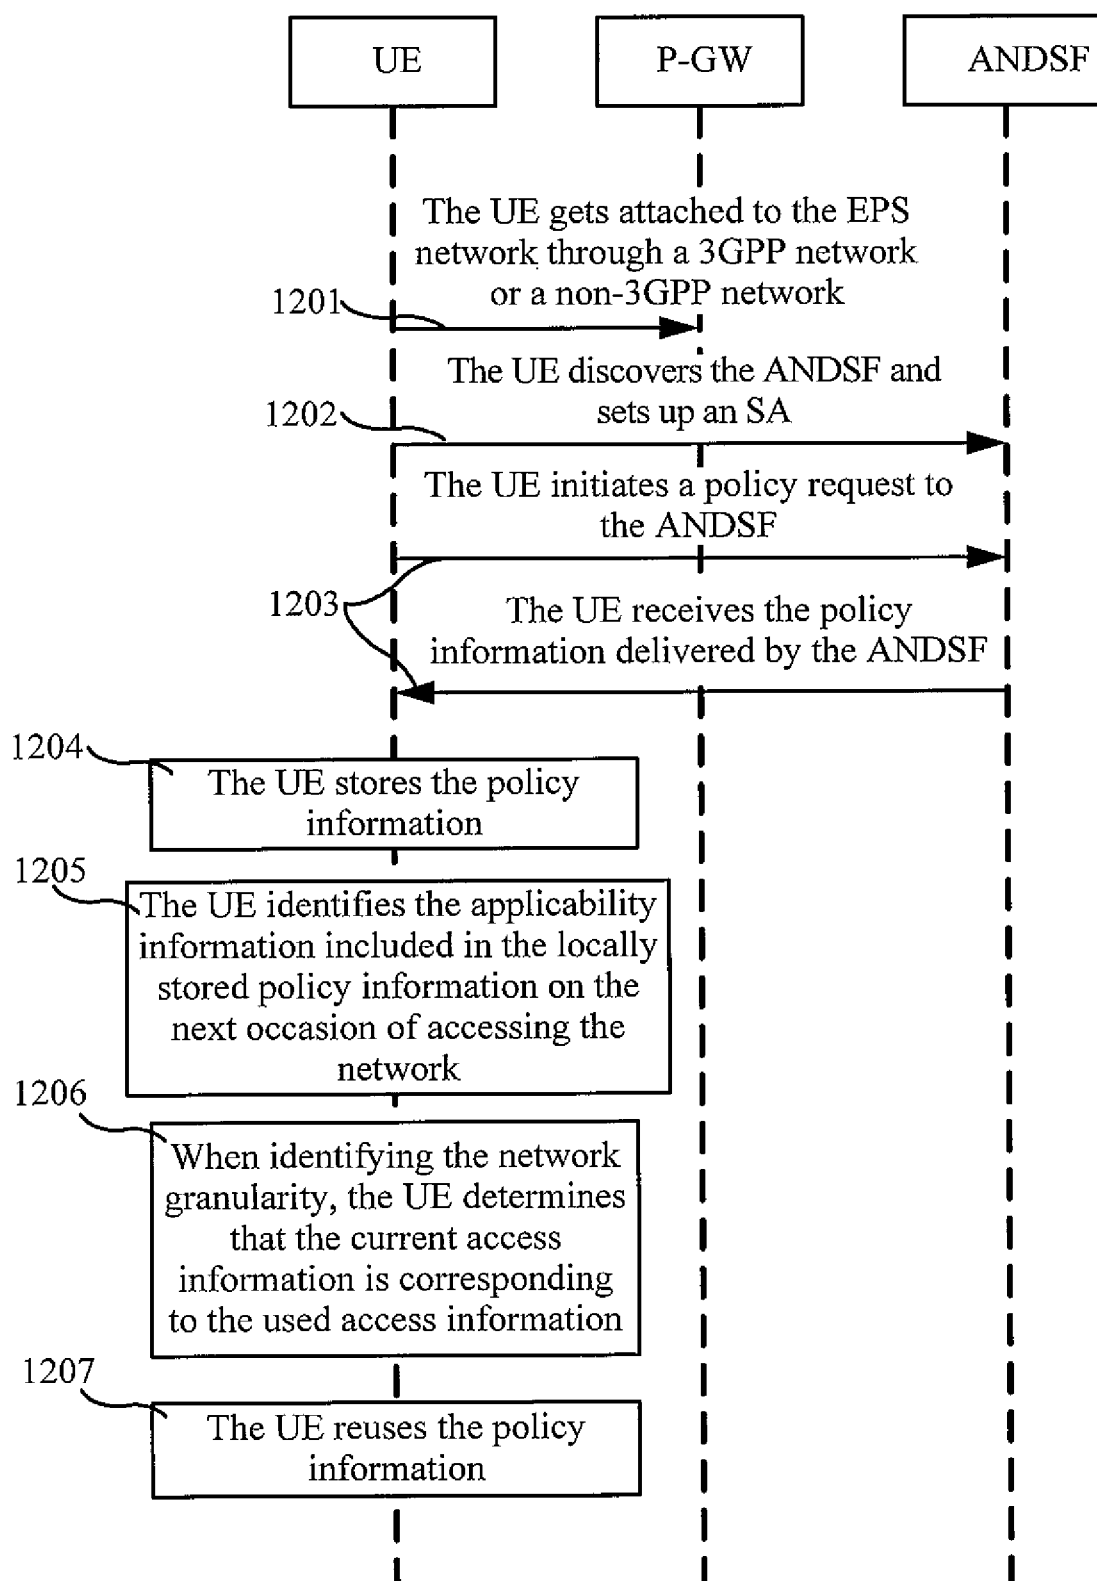 UE
P-GW
ANDSF
The UE gets attached to the EPS
network through a 3GPP network
or a non-3GPP network
1201
The UE discovers the ANDSF and
sets up an SA
1202
The UE initiates a policy request to
the ANDSF
1203
The UE receives the policy
information delivered by the ANDSF
1204
The UE stores the policy
information
1205
The UE identifies the applicability
information included in the locally
stored policy information on the
next occasion of accessing the
network
1206
When identifying the network
granularity, the UE determines
that the current access
information is corresponding
to the used access information
1207
The UE reuses the policy
information